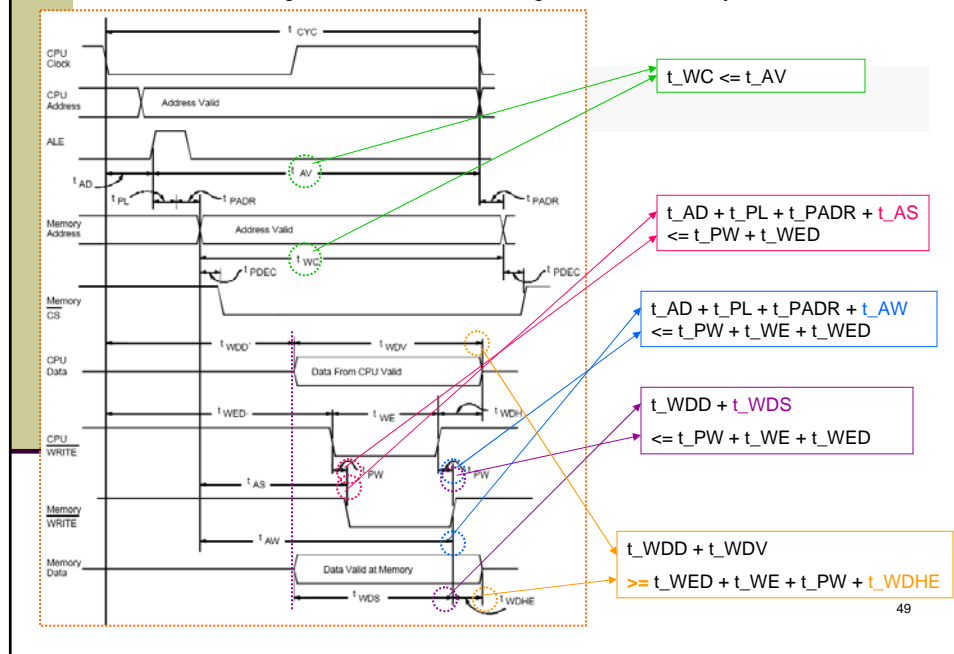 t CYC
CPU
Clock
CPU
Address
Address Valid
ALE
t AV
t AD
t PL
t PADR
t PADR
Memory
Address
Address Valid
t WC
t PDEC
t PDEC
Memory
CS
t WDD
t WDV
CPU
Data
Data From CPU Valid
t WED
t WE
t WDH
CPU
WRITE
t PW
t PW
t AS
Memory
WRITE
t AW
Memory
Data
Data Valid at Memory
t WDS
t WDHE
t_WC <= t_AV
t_AD + t_PL + t_PADR + t_AS
<= t_PW + t_WED
t_AD + t_PL + t_PADR + t_AW
<= t_PW + t_WE + t_WED
t_WDD + t_WDS
<= t_PW + t_WE + t_WED
t_WDD + t_WDV
>= t_WED + t_WE + t_PW + t_WDHE
49